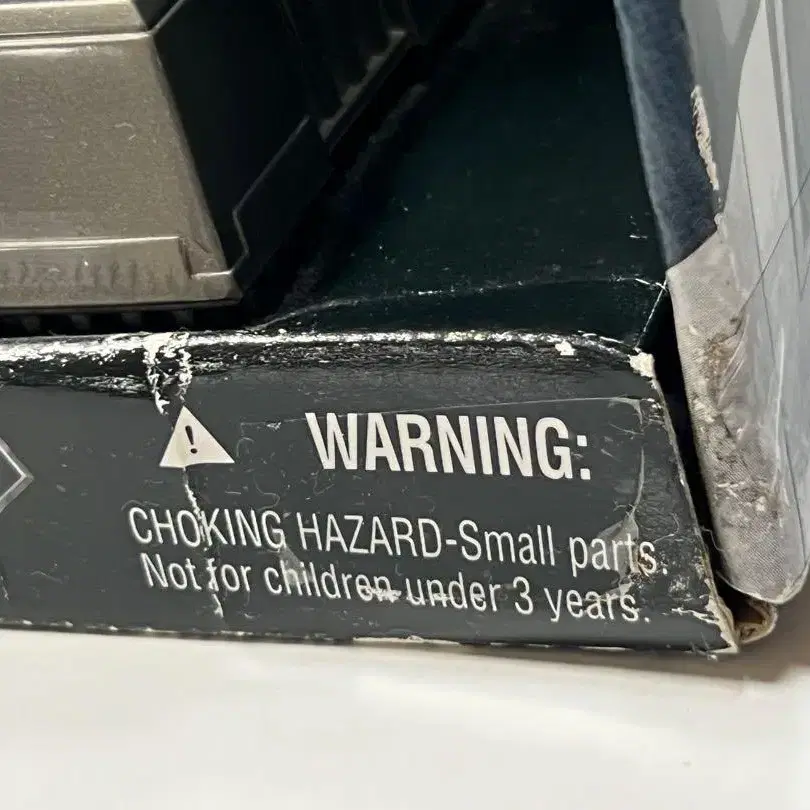 WARNING:
CHOKING HAZARD-Small parts.
Not for children under 3 years.